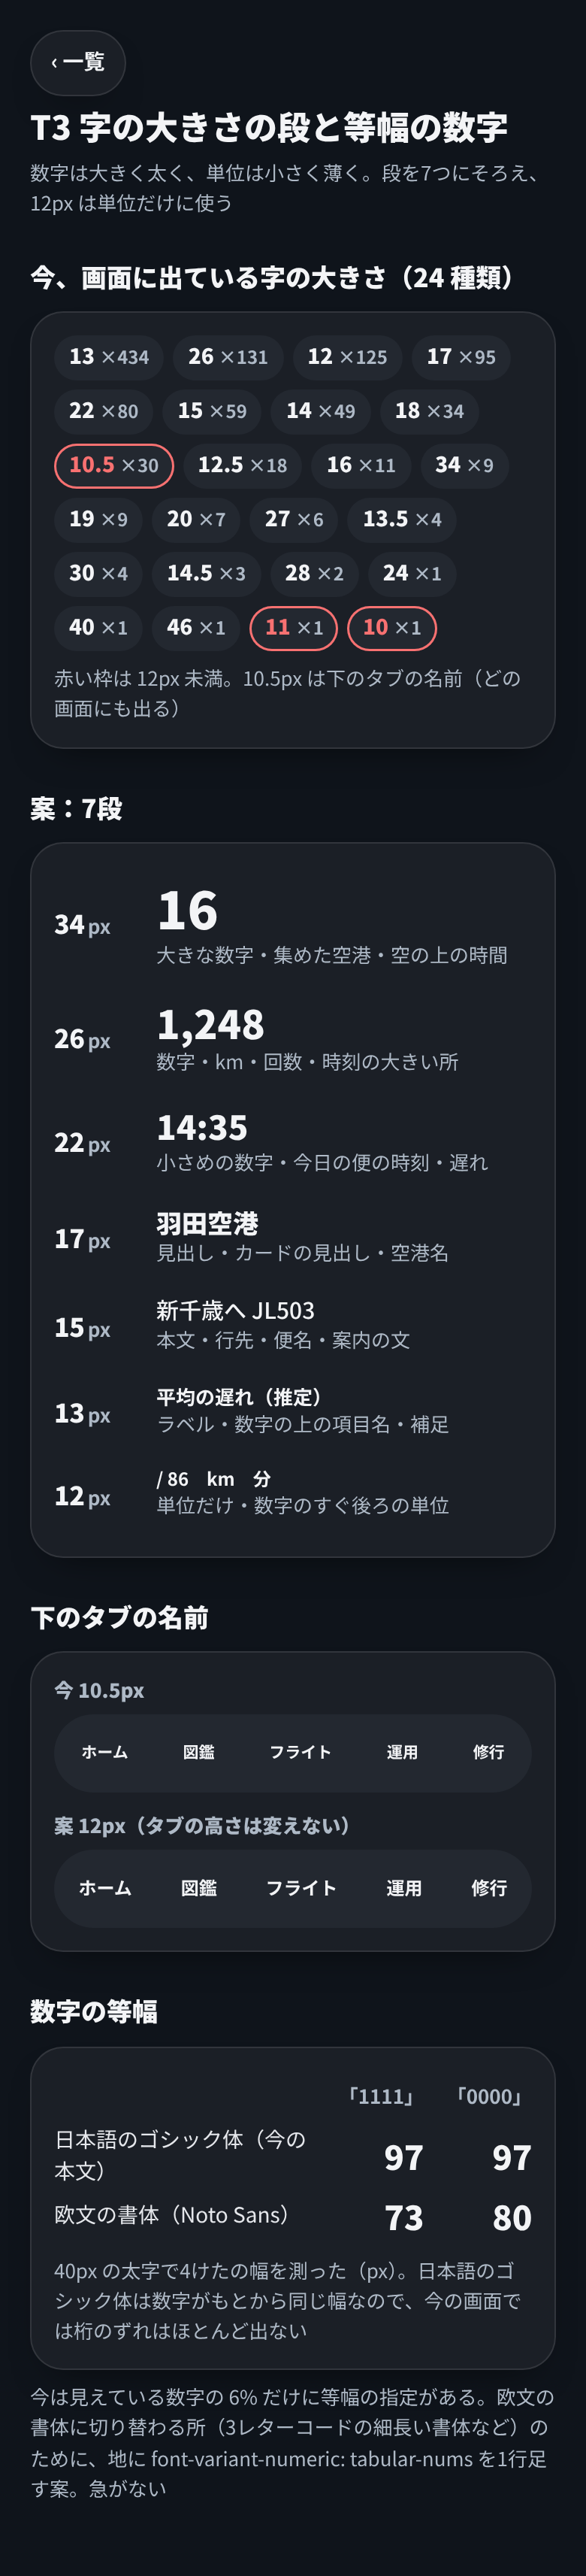 ‹ 一覧
T3 字の大きさの段と等幅の数字
数字は大きく太く、単位は小さく薄く。段を7つにそろえ、
12px は単位だけに使う
今、画面に出ている字の大きさ（24 種類）
13 ×434 26 ×131 12 ×125 17 ×95
22 ×80 15 ×59 14 ×49 18 ×34
10.5 ×30 12.5 ×18 16 ×11 34 ×9
19 ×9 20 ×7 27 ×6 13.5 ×4
30 ×4 14.5 ×3 28 ×2 24 ×1
40 ×1 46 ×1 11 ×1 10 ×1
赤い枠は 12px 未満。10.5px は下のタブの名前（どの
画面にも出る）
案：7段
34 px 16
大きな数字・集めた空港・空の上の時間
26 px 1,248
数字・km・回数・時刻の大きい所
22 px 14:35
小さめの数字・今日の便の時刻・遅れ
17 px 羽田空港
見出し・カードの見出し・空港名
15 px 新千歳へ JL503
本文・行先・便名・案内の文
13 px 平均の遅れ（推定）
ラベル・数字の上の項目名・補足
12 px / 86 km 分
単位だけ・数字のすぐ後ろの単位
下のタブの名前
今 10.5px
ホーム 図鑑 フライト 運用 修行
案 12px（タブの高さは変えない）
ホーム 図鑑 フライト 運用 修行
数字の等幅
「1111」 「0000」
日本語のゴシック体（今の
本文） 97 97
欧文の書体（Noto Sans） 73 80
40px の太字で4けたの幅を測った（px）。日本語のゴ
シック体は数字がもとから同じ幅なので、今の画面で
は桁のずれはほとんど出ない
今は見えている数字の 6% だけに等幅の指定がある。欧文の
書体に切り替わる所（3レターコードの細長い書体など）の
ために、地に font-variant-numeric: tabular-nums を1行足
す案。急がない